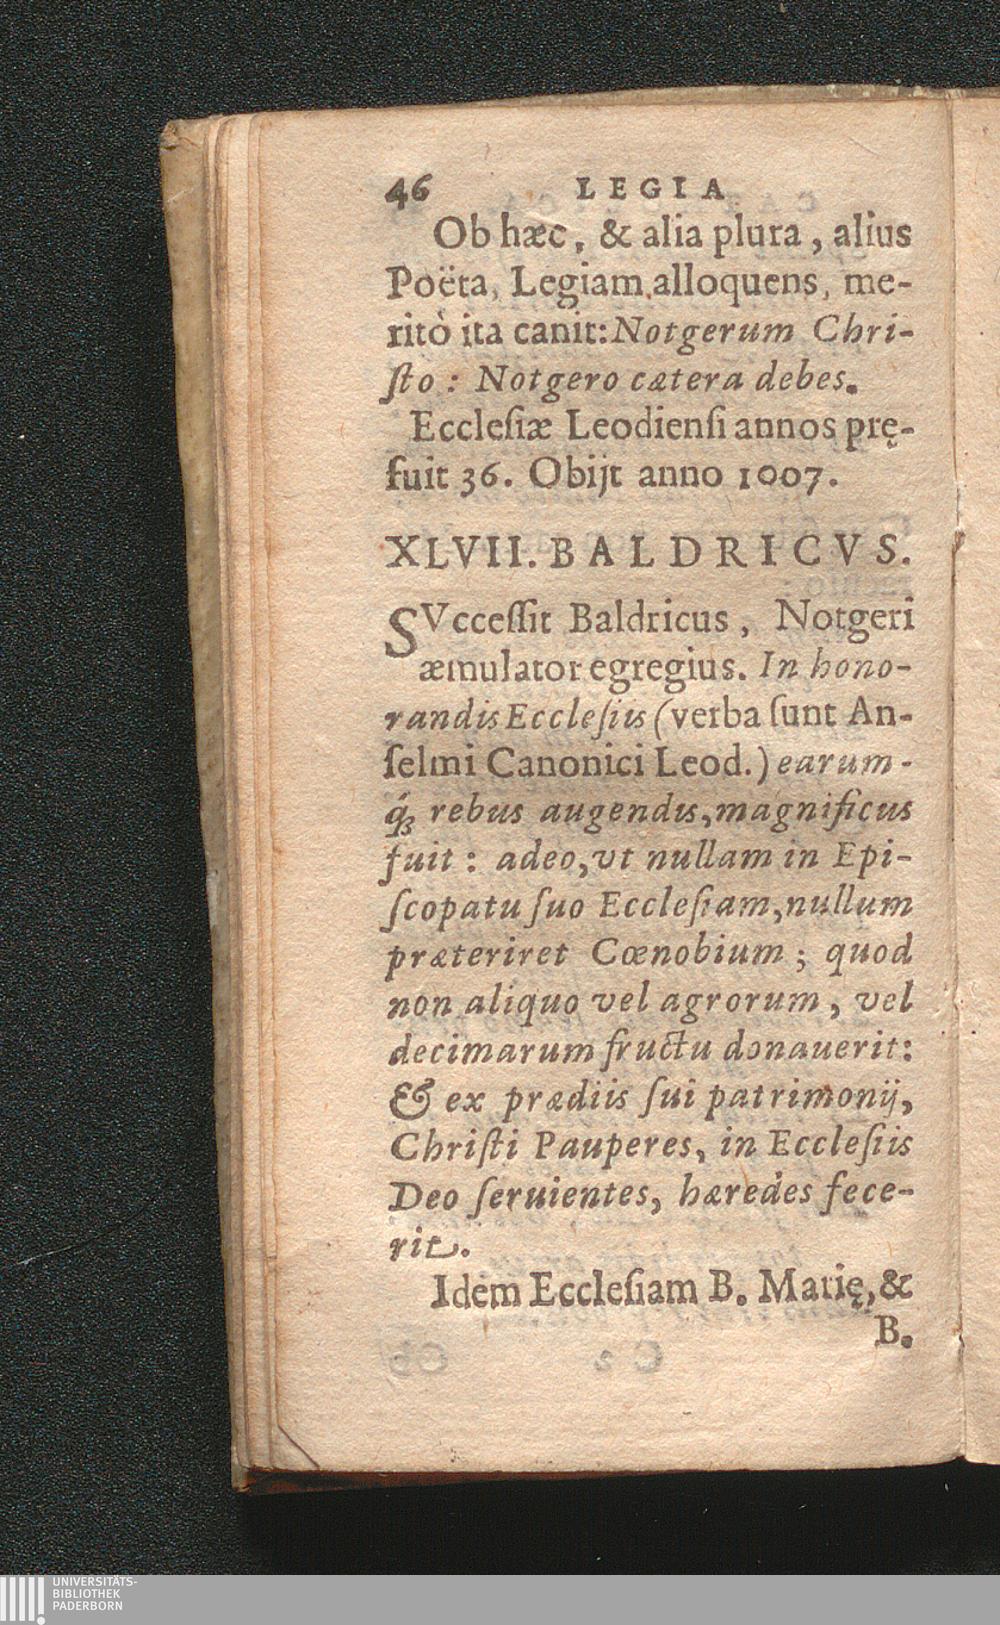 46 LEGIA
Ob hæc, & alia plura, alius
Poëta, Legiam alloquens, me-
ritò ita canit: Notgerum Chri-
ſto: Notgero cætera debes.
Eccleſiæ Leodienſi annos prę-
fuit 36. Obijt anno 1007.
XLVII. BALDRICVS.
SVcceſſit Baldricus, Notgeri
æmulator egregius. In hono-
randis Eccleſiis (verba ſunt An-
ſelmi Canonici Leod.) earum-
q́ꝫ rebus augendis, magnificus
fuit: adeo, vt nullam in Epi-
ſcopatu ſuo Eccleſiam, nullum
præteriret Cœnobium; quod
non aliquo vel agrorum, vel
decimarum fructu donauerit:
& ex prædiis ſui patrimonij,
Chriſti Pauperes, in Eccleſiis
Deo ſeruientes, hæredes fece-
rit.
Idem Eccleſiam B. Marię, &
B.
UNIVERSITÄTS-
BIBLIOTHEK
PADERBORN